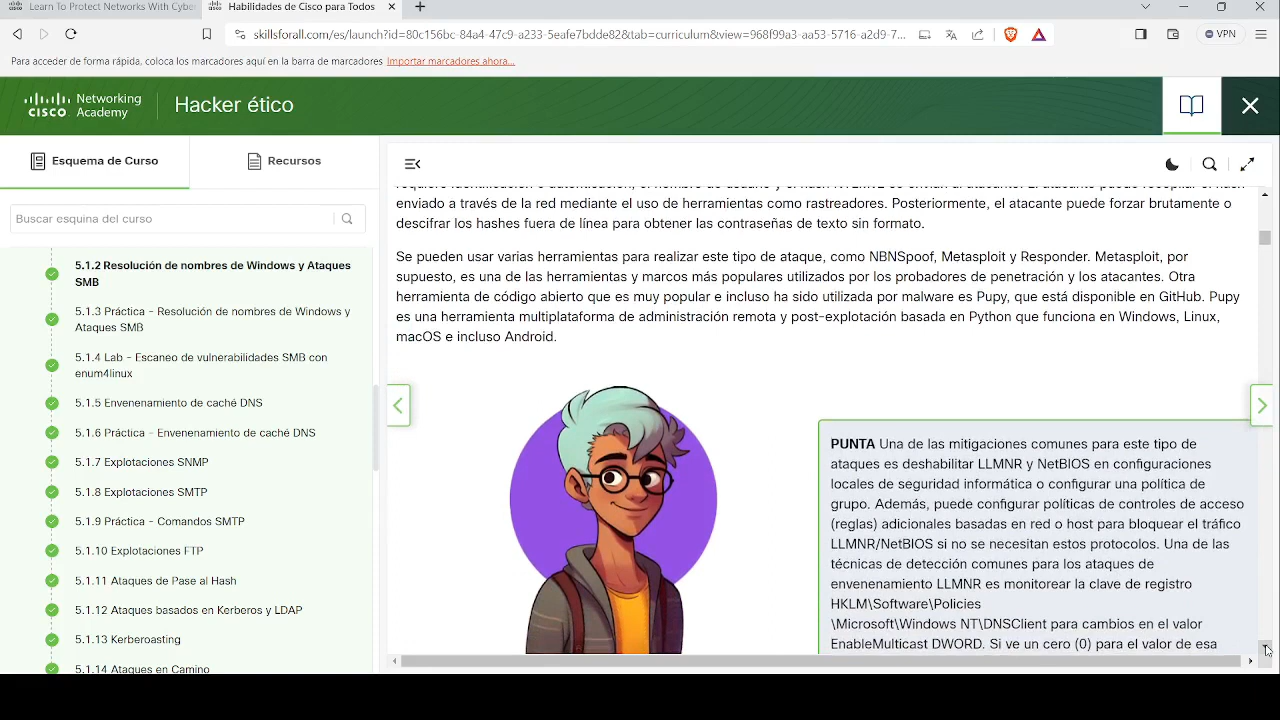 Learn To Protect Networks With Cyber
Habilidades de Cisco para Todos
skillsforall.com/es/launch?id=80c156bc-84a4-47c9-a233-5eafe7bdde82&tab=curriculum&view=968f99a3-aa53-5716-a2d9-7...
VPN
Para acceder de forma rápida, coloca los marcadores aquí en la barra de marcadores Importar marcadores ahora...
cisco Networking Academy
Hacker ético
Esquema de Curso
Recursos
Buscar esquina del curso
5.1.2 Resolución de nombres de Windows y Ataques
SMB
5.1.3 Práctica - Resolución de nombres de Windows y
Ataques SMB
5.1.4 Lab - Escaneo de vulnerabilidades SMB con
enum4linux
5.1.5 Envenenamiento de caché DNS
5.1.6 Práctica - Envenenamiento de caché DNS
5.1.7 Explotaciones SNMP
5.1.8 Explotaciones SMTP
5.1.9 Práctica - Comandos SMTP
5.1.10 Explotaciones FTP
5.1.11 Ataques de Pase al Hash
5.1.12 Ataques basados en Kerberos y LDAP
5.1.13 Kerberoasting
5.1.14 Ataques en Camino
enviado a través de la red mediante el uso de herramientas como rastreadores. Posteriormente, el atacante puede forzar brutamente o
descifrar los hashes fuera de línea para obtener las contraseñas de texto sin formato.
Se pueden usar varias herramientas para realizar este tipo de ataque, como NBNSpoof, Metasploit y Responder. Metasploit, por
supuesto, es una de las herramientas y marcos más populares utilizados por los probadores de penetración y los atacantes. Otra
herramienta de código abierto que es muy popular e incluso ha sido utilizada por malware es Pupy, que está disponible en GitHub. Pupy
es una herramienta multiplataforma de administración remota y post-explotación basada en Python que funciona en Windows, Linux,
macOS e incluso Android.
PUNTA Una de las mitigaciones comunes para este tipo de
ataques es deshabilitar LLMNR y NetBIOS en configuraciones
locales de seguridad informática o configurar una política de
grupo. Además, puede configurar políticas de controles de acceso
(reglas) adicionales basadas en red o host para bloquear el tráfico
LLMNR/NetBIOS si no se necesitan estos protocolos. Una de las
técnicas de detección comunes para los ataques de
envenenamiento LLMNR es monitorear la clave de registro
HKLM\Software\Policies
\Microsoft\Windows NT\DNSClient para cambios en el valor
EnableMulticast DWORD. Si ve un cero (0) para el valor de esa